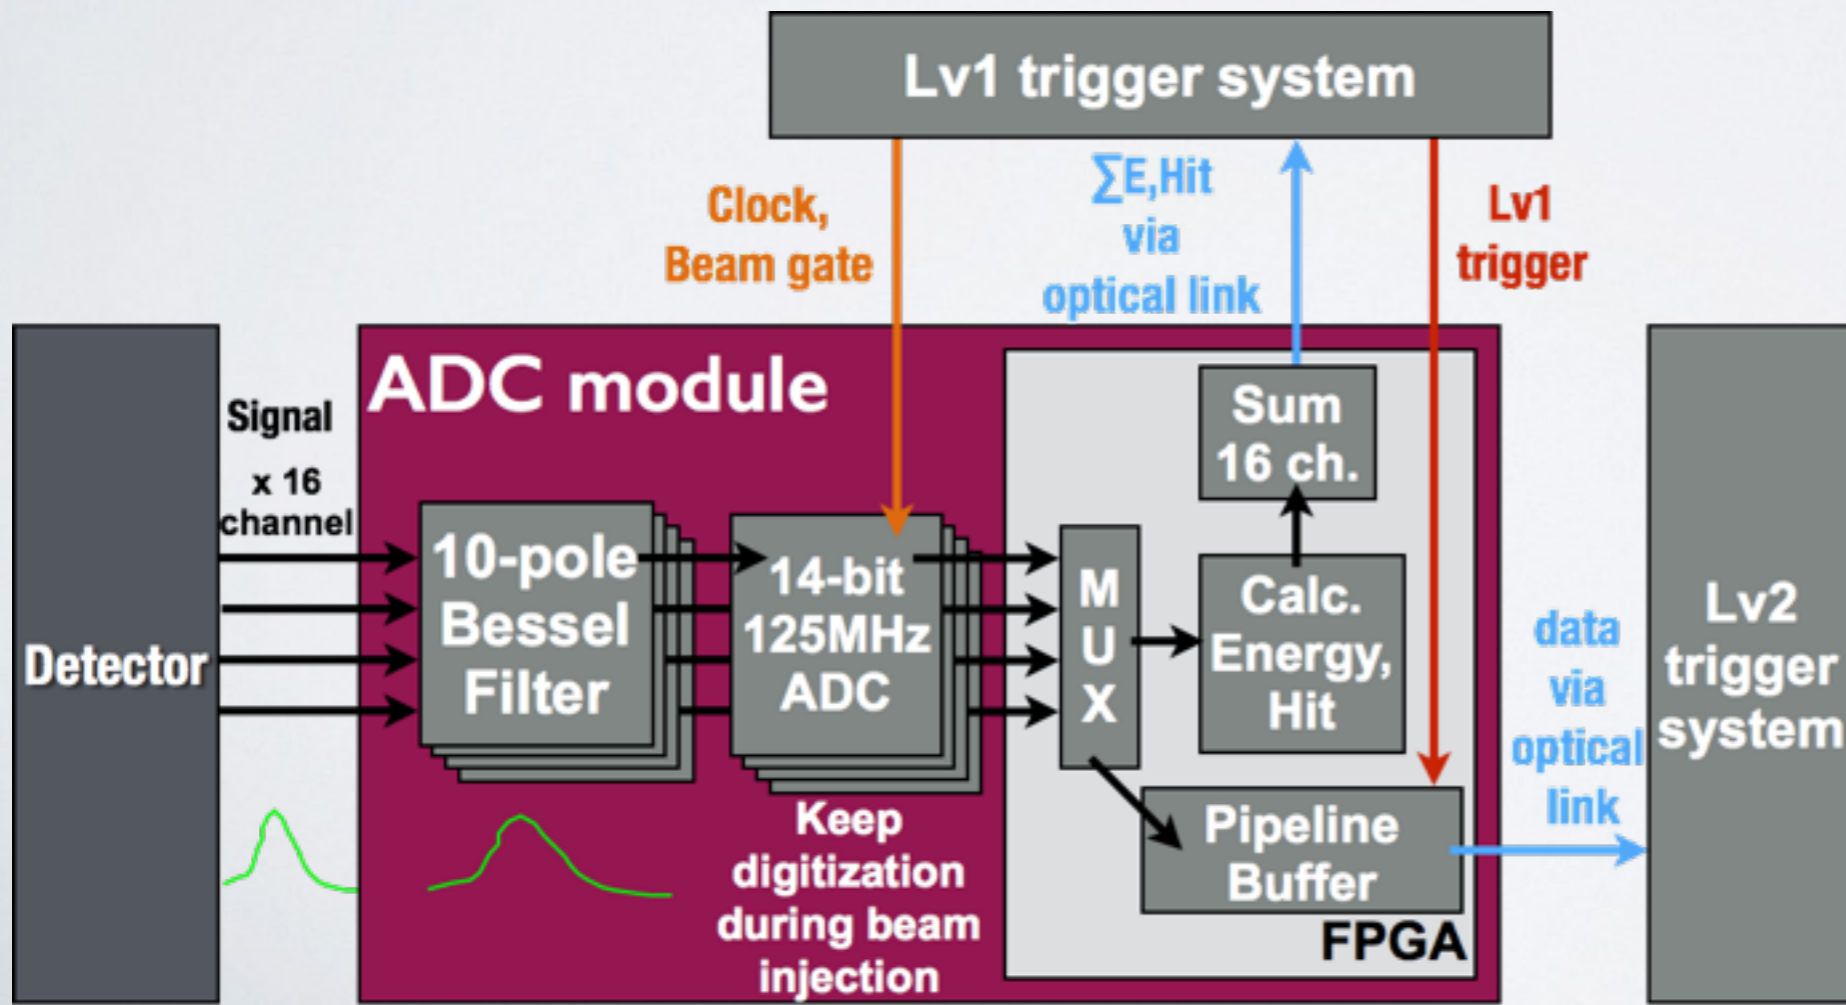 Lv1 trigger system
Clock,
Beam gate
∑E,Hit
via
optical link
Lv1
trigger
Detector
Signal
x 16
channel
ADC module
10-pole
Bessel
Filter
14-bit
125MHz
ADC
Keep
digitization
during beam
injection
M
U
X
Sum
16 ch.
Calc.
Energy,
Hit
Pipeline
Buffer
FPGA
data
via
optical
link
Lv2
trigger
system